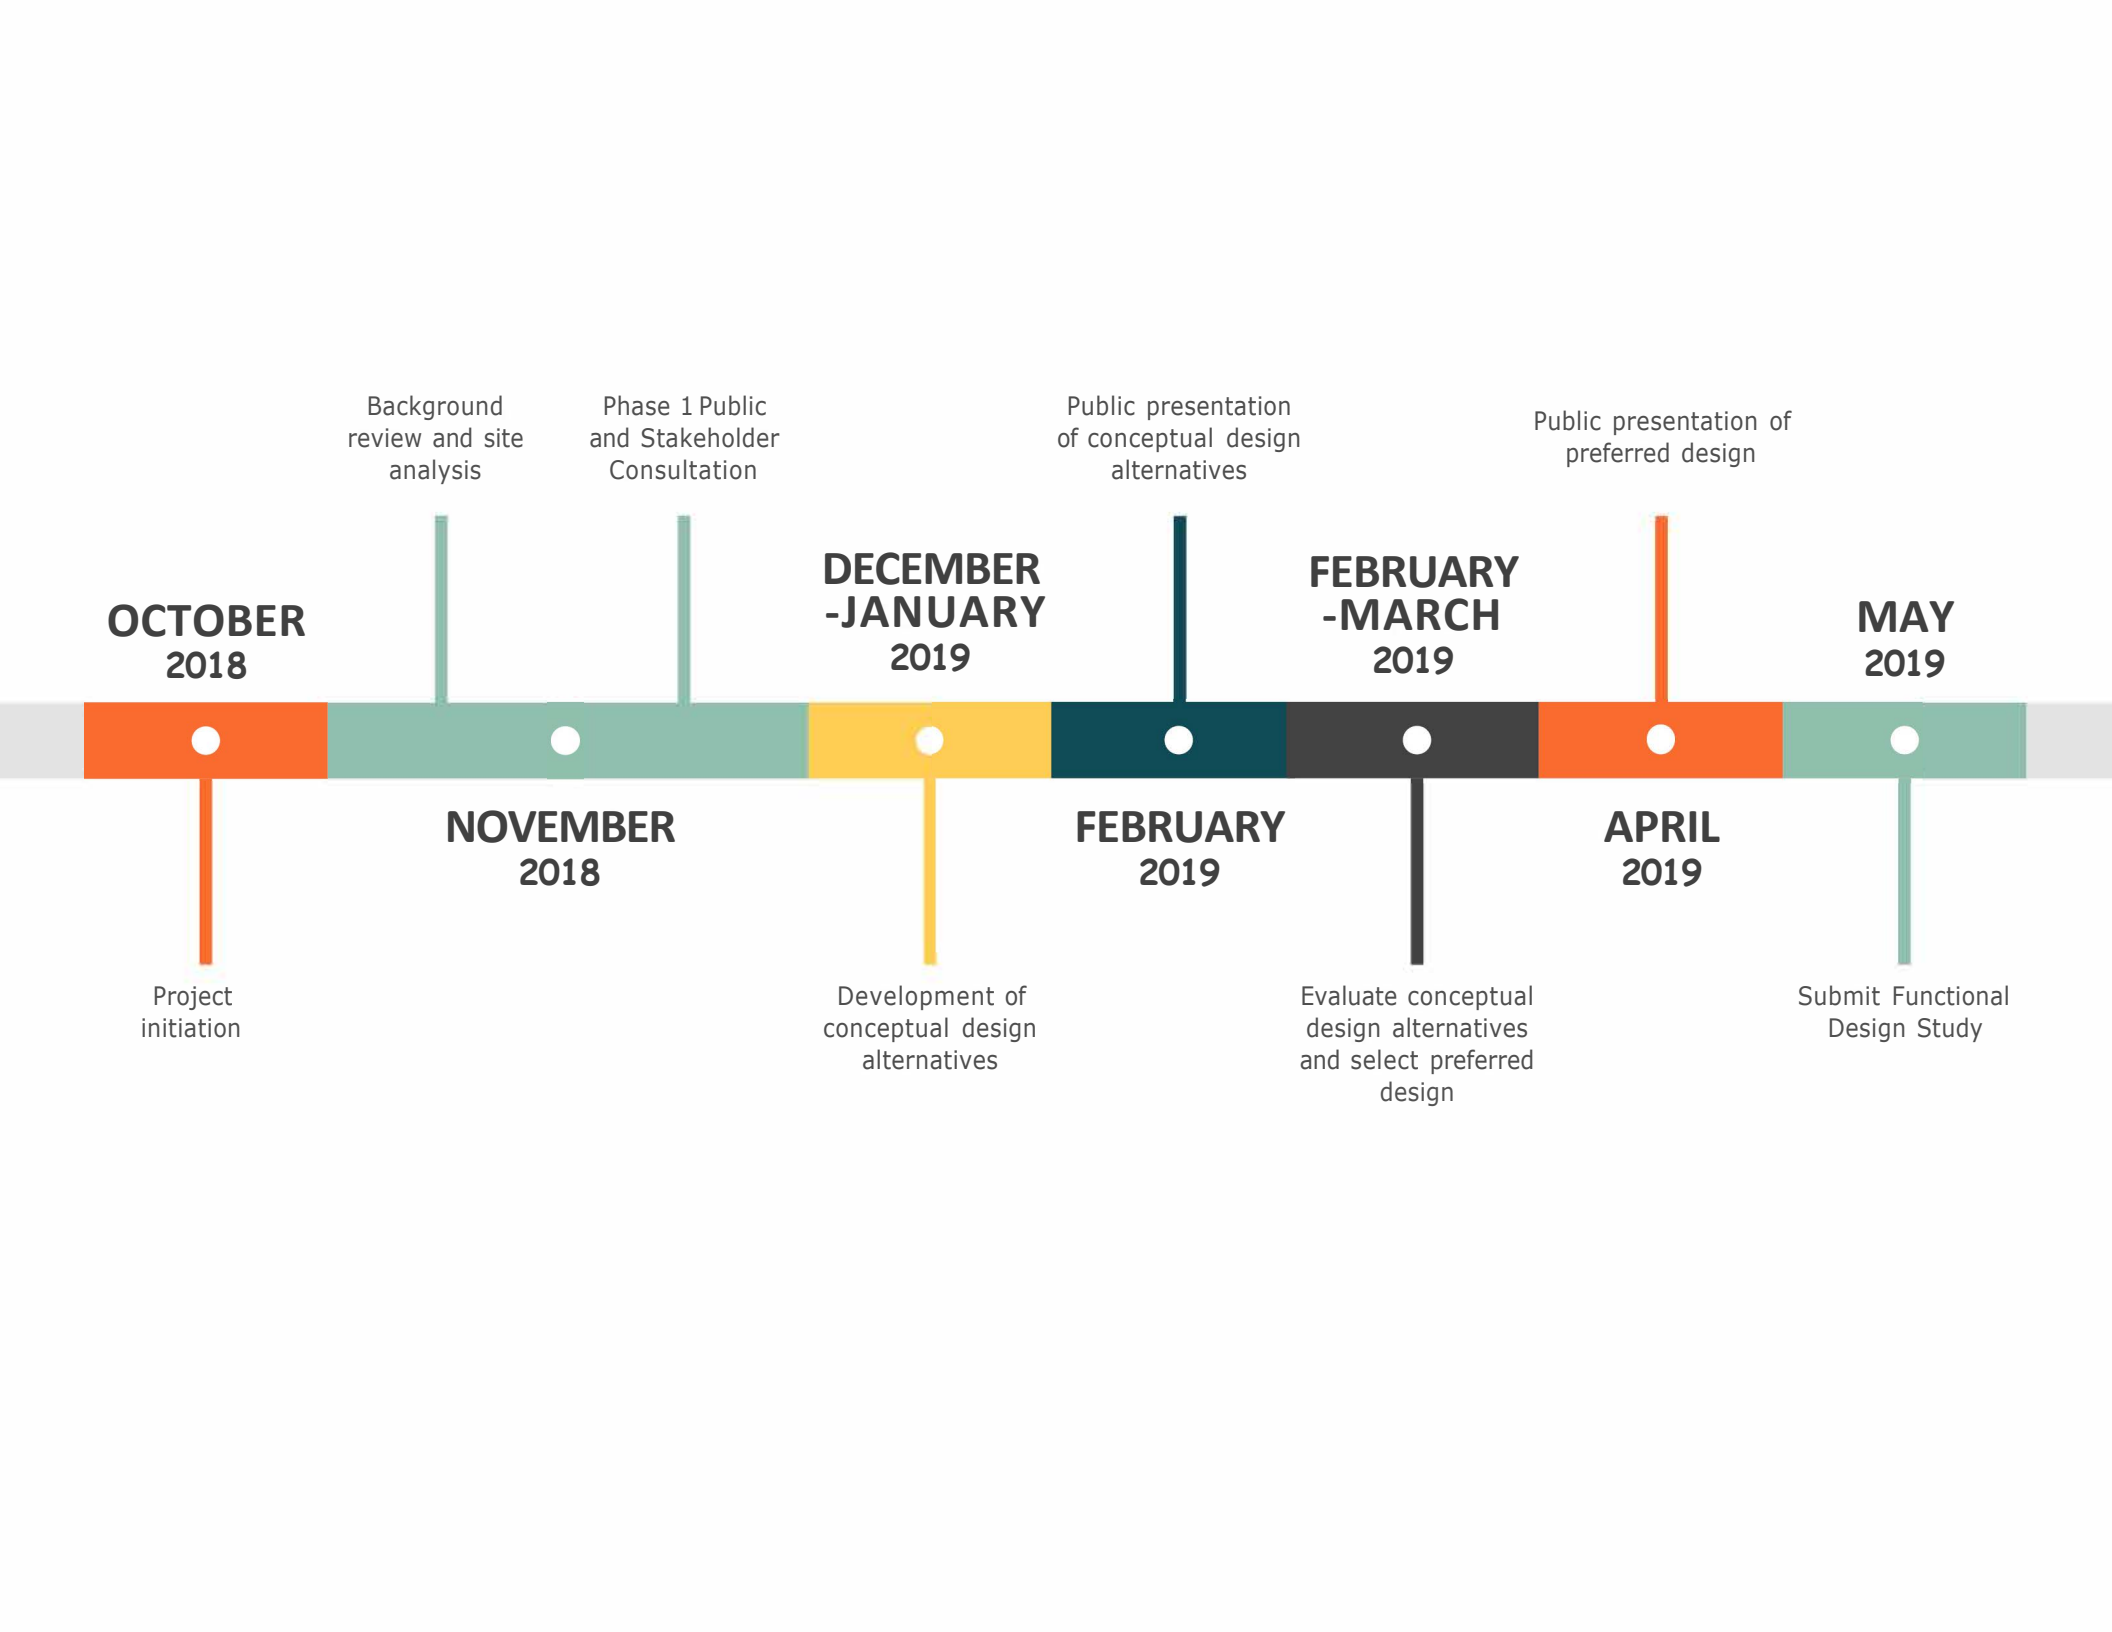 Background
review and site
analysis
Phase 1 Public
and Stakeholder
Consultation
Public presentation
of conceptual design
alternatives
Public presentation of
preferred design
OCTOBER
2018
DECEMBER
-JANUARY
2019
FEBRUARY
-MARCH
2019
MAY
2019
NOVEMBER
2018
FEBRUARY
2019
APRIL
2019
Project
initiation
Development of
conceptual design
alternatives
Evaluate conceptual
design alternatives
and select preferred
design
Submit Functional
Design Study